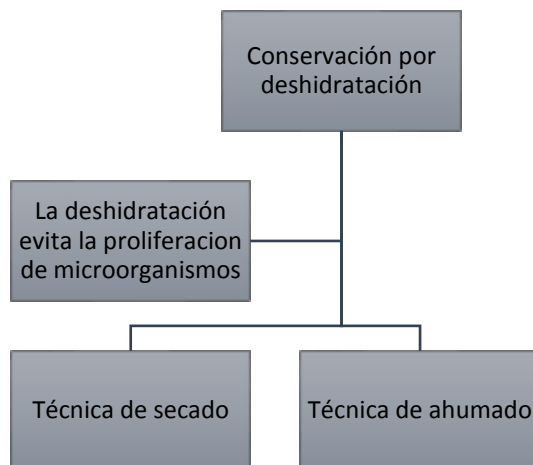 Conservación por
deshidratación
La deshidratación
evita la proliferacion
de microorganismos
Técnica de secado
Técnica de ahumado